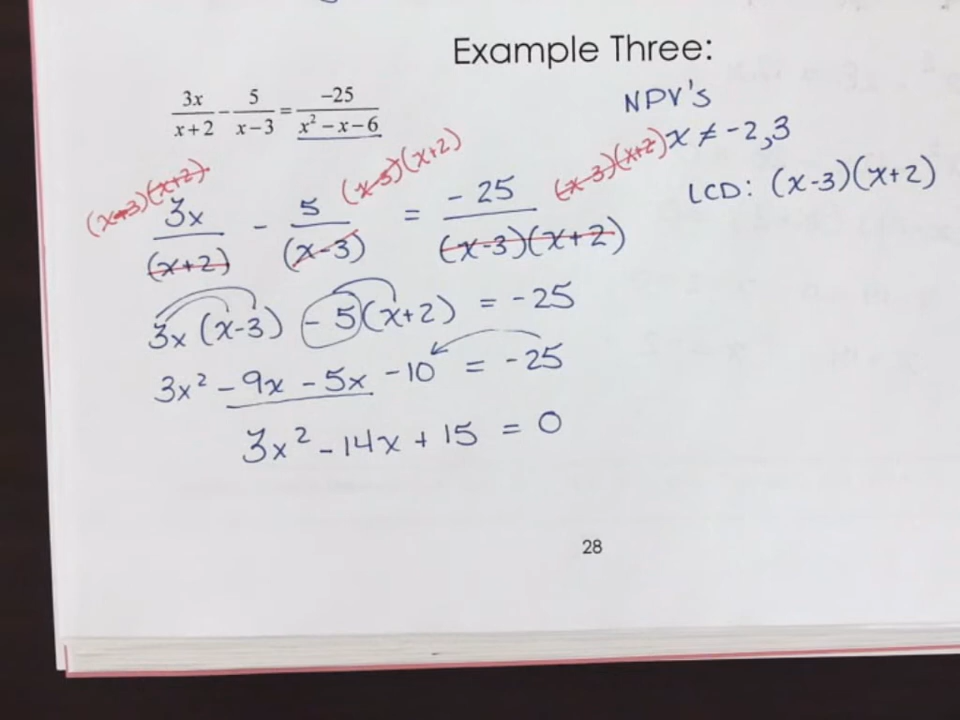 Example Three:
3x/(x+2) - 5/(x-3) = -25/(x² - x - 6)
NPV's
x ≠ -2,3
LCD: (x-3)(x+2)
(x-3)(x+2) 3x/(x+2) - (x-3)(x+2) 5/(x-3) = (x-3)(x+2) -25/((x-3)(x+2))
3x(x-3) - 5(x+2) = -25
3x² - 9x - 5x - 10 = -25
3x² - 14x + 15 = 0
28